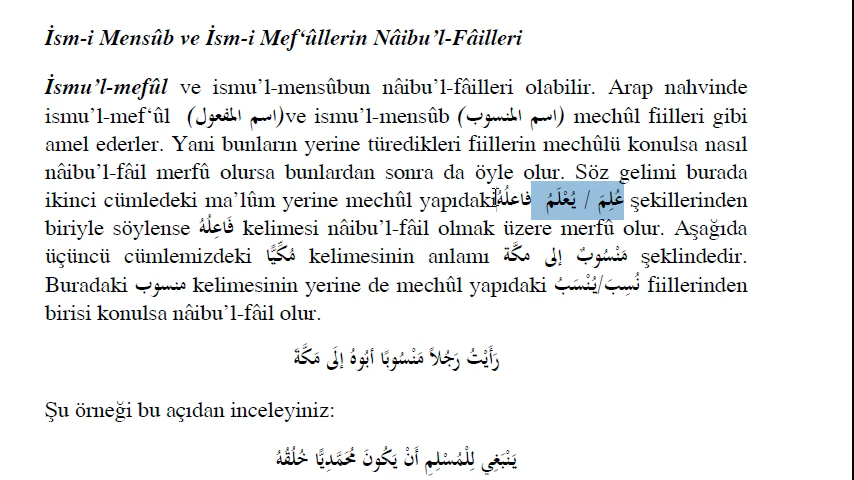 İsm-i Mensûb ve İsm-i Mef‘ûllerin Nâibu’l-Fâilleri
İsmu’l-mefûl ve ismu’l-mensûbun nâibu’l-fâilleri olabilir. Arap nahvinde
ismu’l-mef‘ûl (اسم المفعول)ve ismu’l-mensûb (اسم المنسوب) mechûl fiilleri gibi
amel ederler. Yani bunların yerine türedikleri fiillerin mechûlü konulsa nasıl
nâibu’l-fâil merfû olursa bunlardan sonra da öyle olur. Söz gelimi burada
ikinci cümledeki ma’lûm yerine mechûl yapıdaki عُلِمَ / يُعْلَمُ فاعلُهُ şekillerinden
biriyle söylense فَاعِلُهُ kelimesi nâibu’l-fâil olmak üzere merfû olur. Aşağıda
üçüncü cümlemizdeki مَكِّيًّا kelimesinin anlamı مَنْسُوبٌ إلى مكَّة şeklindedir.
Buradaki منسوب kelimesinin yerine de mechûl yapıdaki نُسِبَ/يُنْسَبُ fiillerinden
birisi konulsa nâibu’l-fâil olur.
رَأَيْتُ رَجُلاً مَنْسُوبًا أبُوهُ إلَى مَكَّةَ
Şu örneği bu açıdan inceleyiniz:
يَنْبَغِي لِلْمُسْلِمِ أَنْ يَكُونَ مُحَمَّدِيًّا خُلُقُهُ